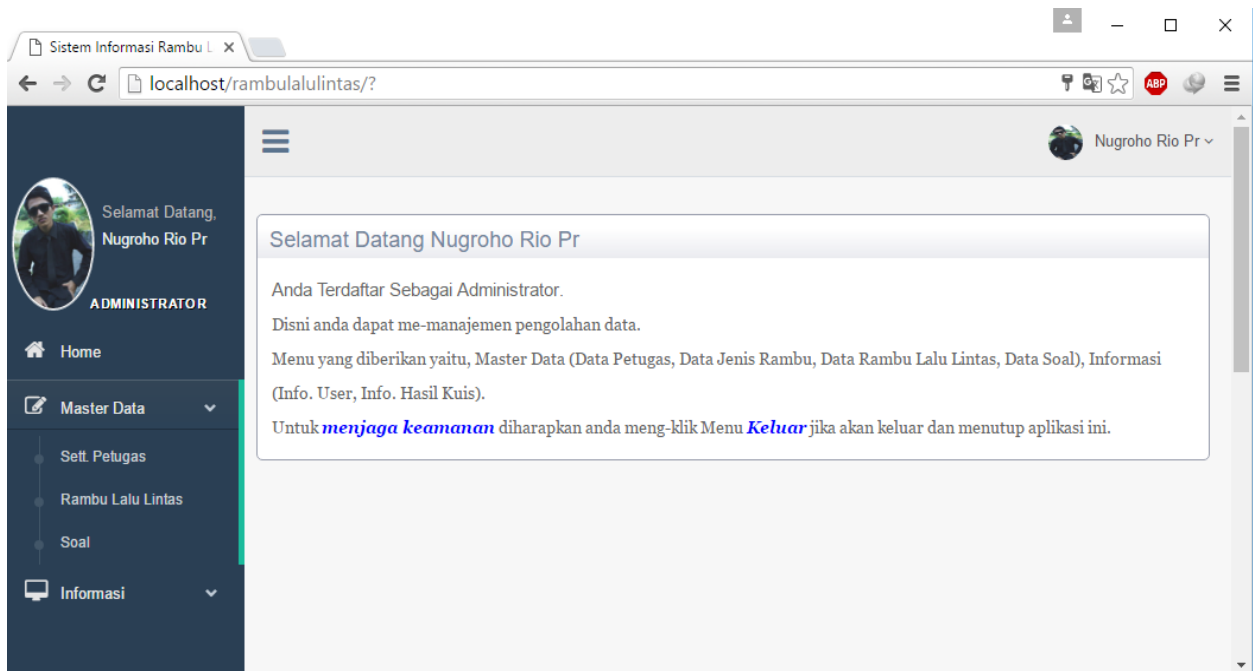 Sistem Informasi Rambu L
localhost/rambulalulintas/?
ABP
Nugroho Rio Pr
Selamat Datang,
Nugroho Rio Pr
ADMINISTRATOR
Home
Master Data
Sett. Petugas
Rambu Lalu Lintas
Soal
Informasi
Selamat Datang Nugroho Rio Pr
Anda Terdaftar Sebagai Administrator.
Disni anda dapat me-manajemen pengolahan data.
Menu yang diberikan yaitu, Master Data (Data Petugas, Data Jenis Rambu, Data Rambu Lalu Lintas, Data Soal), Informasi
(Info. User, Info. Hasil Kuis).
Untuk menjaga keamanan diharapkan anda meng-klik Menu Keluar jika akan keluar dan menutup aplikasi ini.